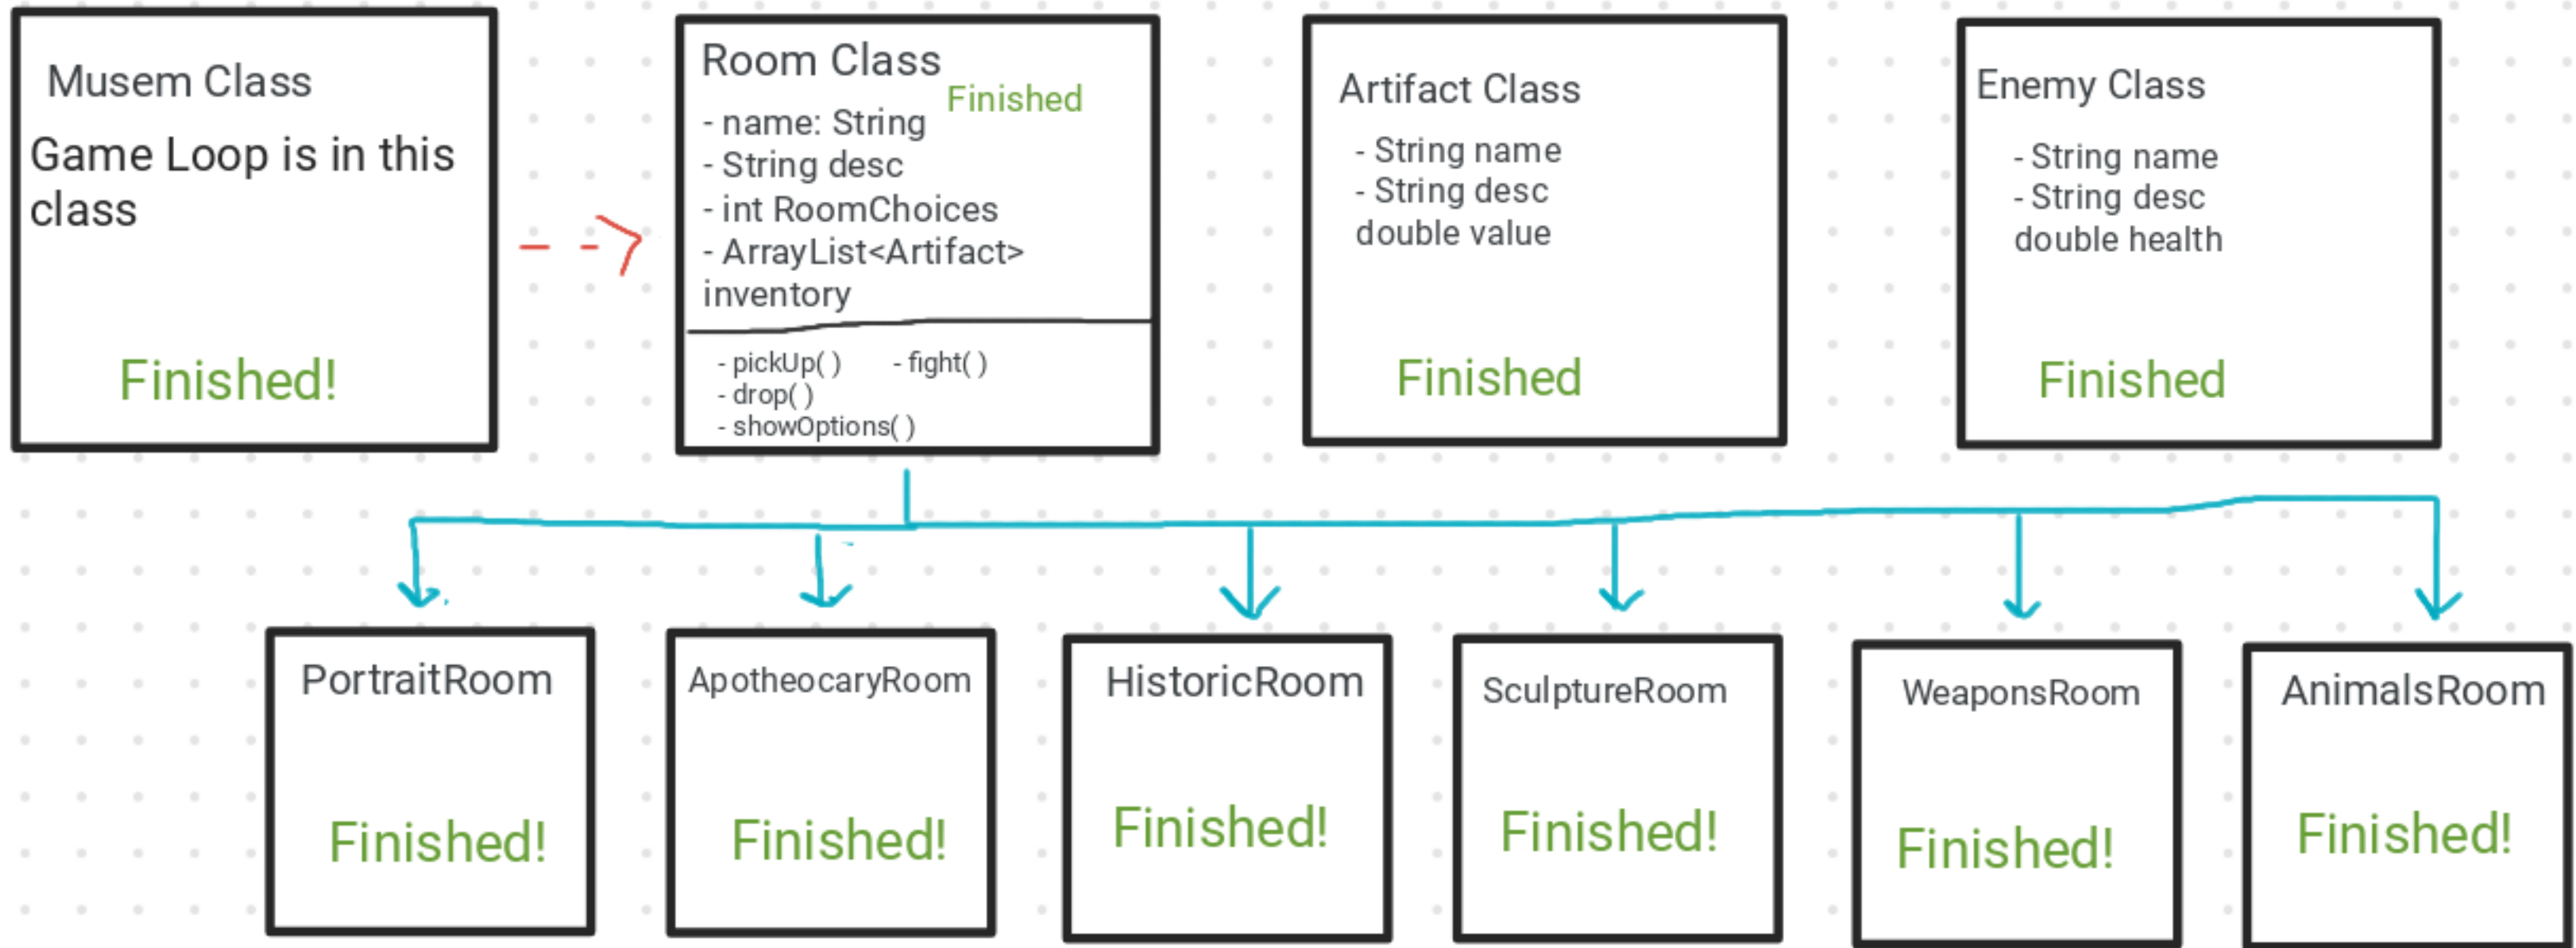 Musem Class
Game Loop is in this
class
Finished!
Room Class
Finished
- name: String
- String desc
- int RoomChoices
- ArrayList<Artifact>
inventory
- pickUp( ) - fight( )
- drop( )
- showOptions( )
Artifact Class
- String name
- String desc
double value
Finished
Enemy Class
- String name
- String desc
double health
Finished
PortraitRoom
Finished!
ApotheocaryRoom
Finished!
HistoricRoom
Finished!
SculptureRoom
Finished!
WeaponsRoom
Finished!
AnimalsRoom
Finished!